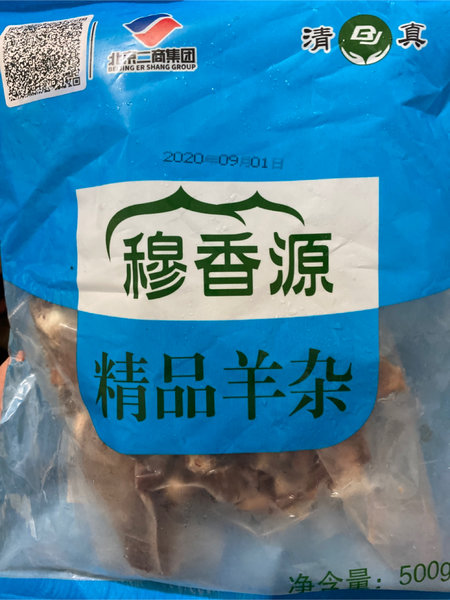 北京二商集团
BEIJING ER SHANG GROUP
清 BJ 真
2020年09月01日
穆香源
精品羊杂
净含量：500g